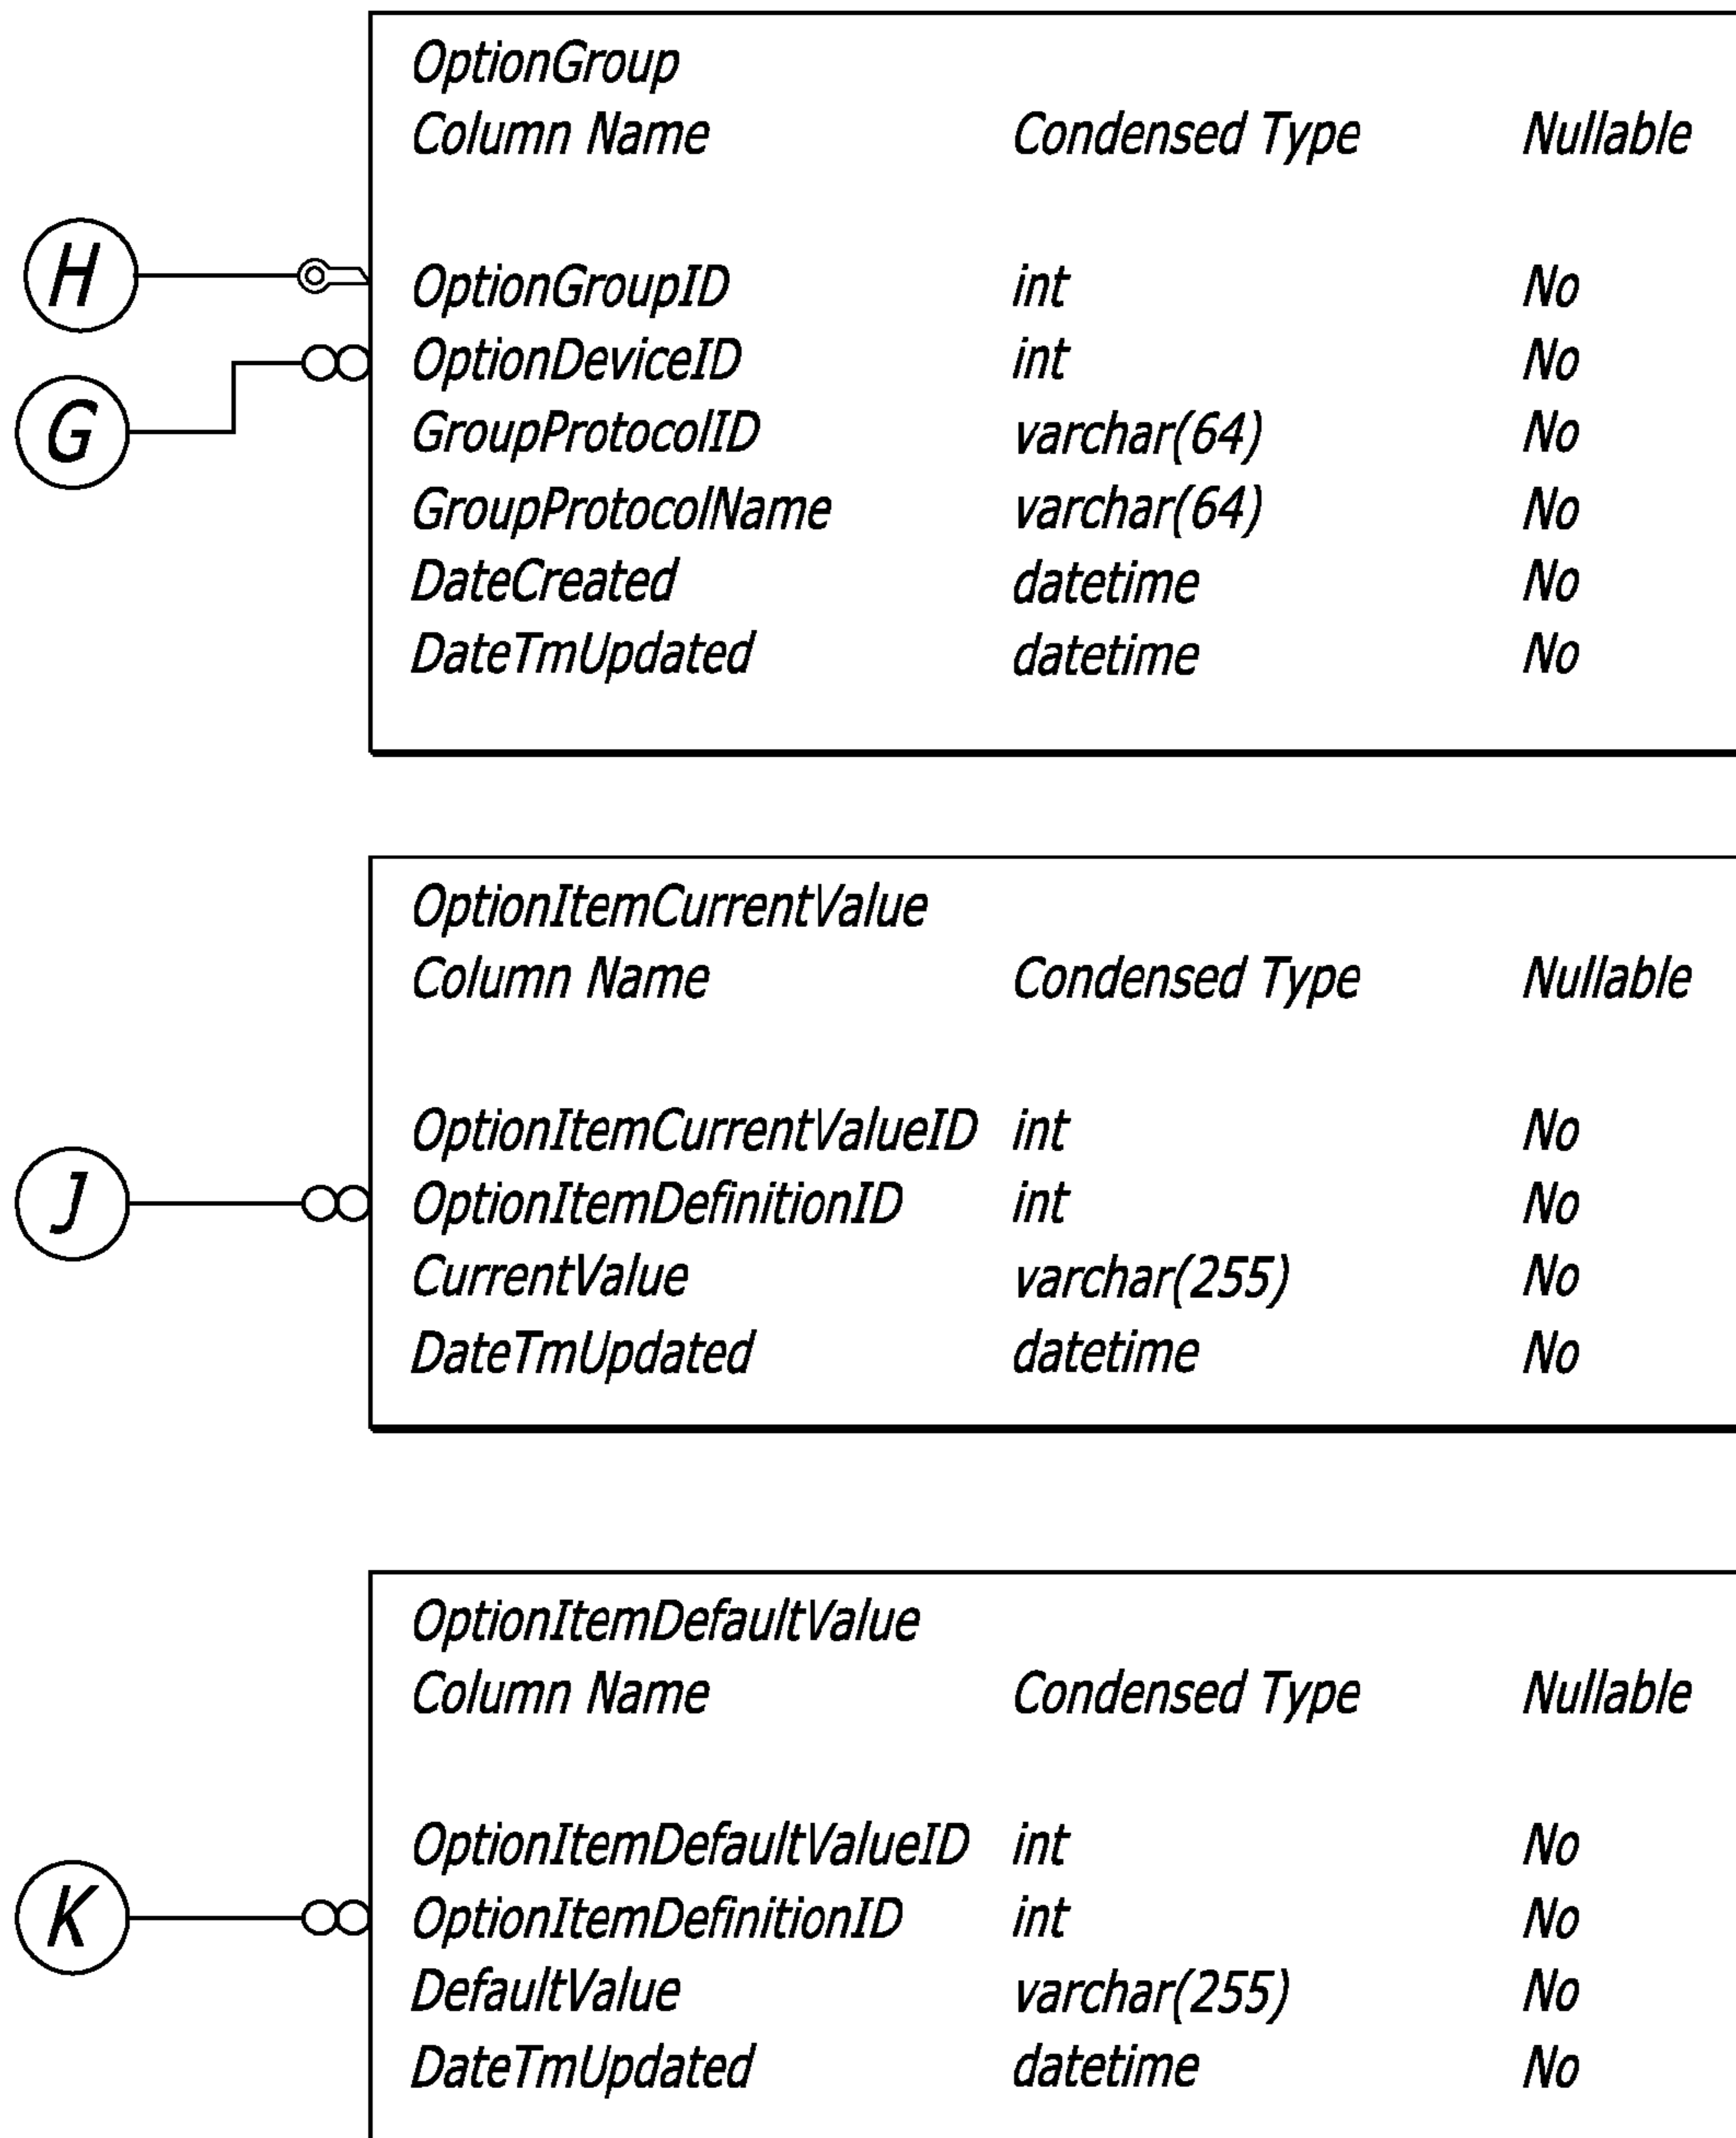 OptionGroup
Column Name Condensed Type Nullable
H OptionGroupID int No
OptionDeviceID int No
G GroupProtocolID varchar(64) No
GroupProtocolName varchar(64) No
DateCreated datetime No
DateTmUpdated datetime No
OptionItemCurrentValue
Column Name Condensed Type Nullable
OptionItemCurrentValueID int No
J OptionItemDefinitionID int No
CurrentValue varchar(255) No
DateTmUpdated datetime No
OptionItemDefaultValue
Column Name Condensed Type Nullable
OptionItemDefaultValueID int No
K OptionItemDefinitionID int No
DefaultValue varchar(255) No
DateTmUpdated datetime No